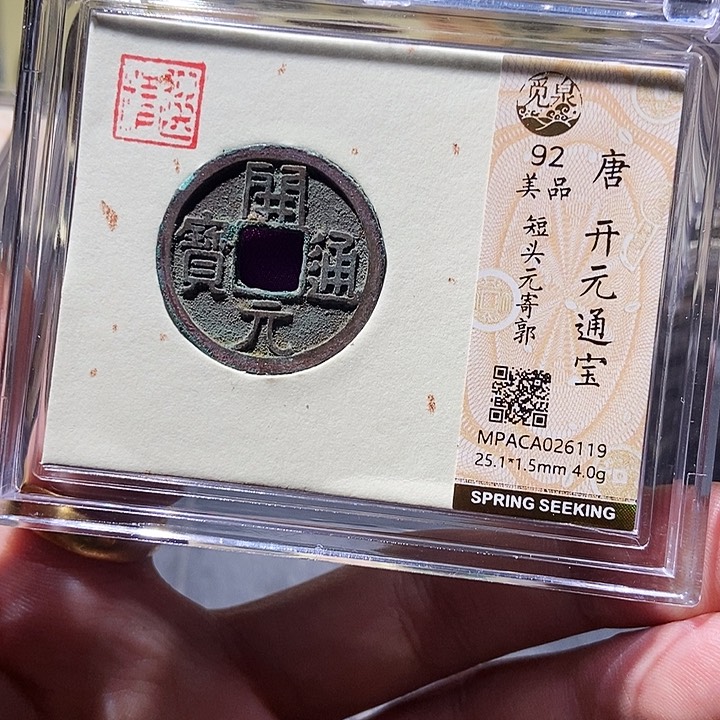 開
元
通
寳
觅泉
92
美品
短头元寄郭
唐 开元通宝
MPACA026119
25.1*1.5mm 4.0g
SPRING SEEKING